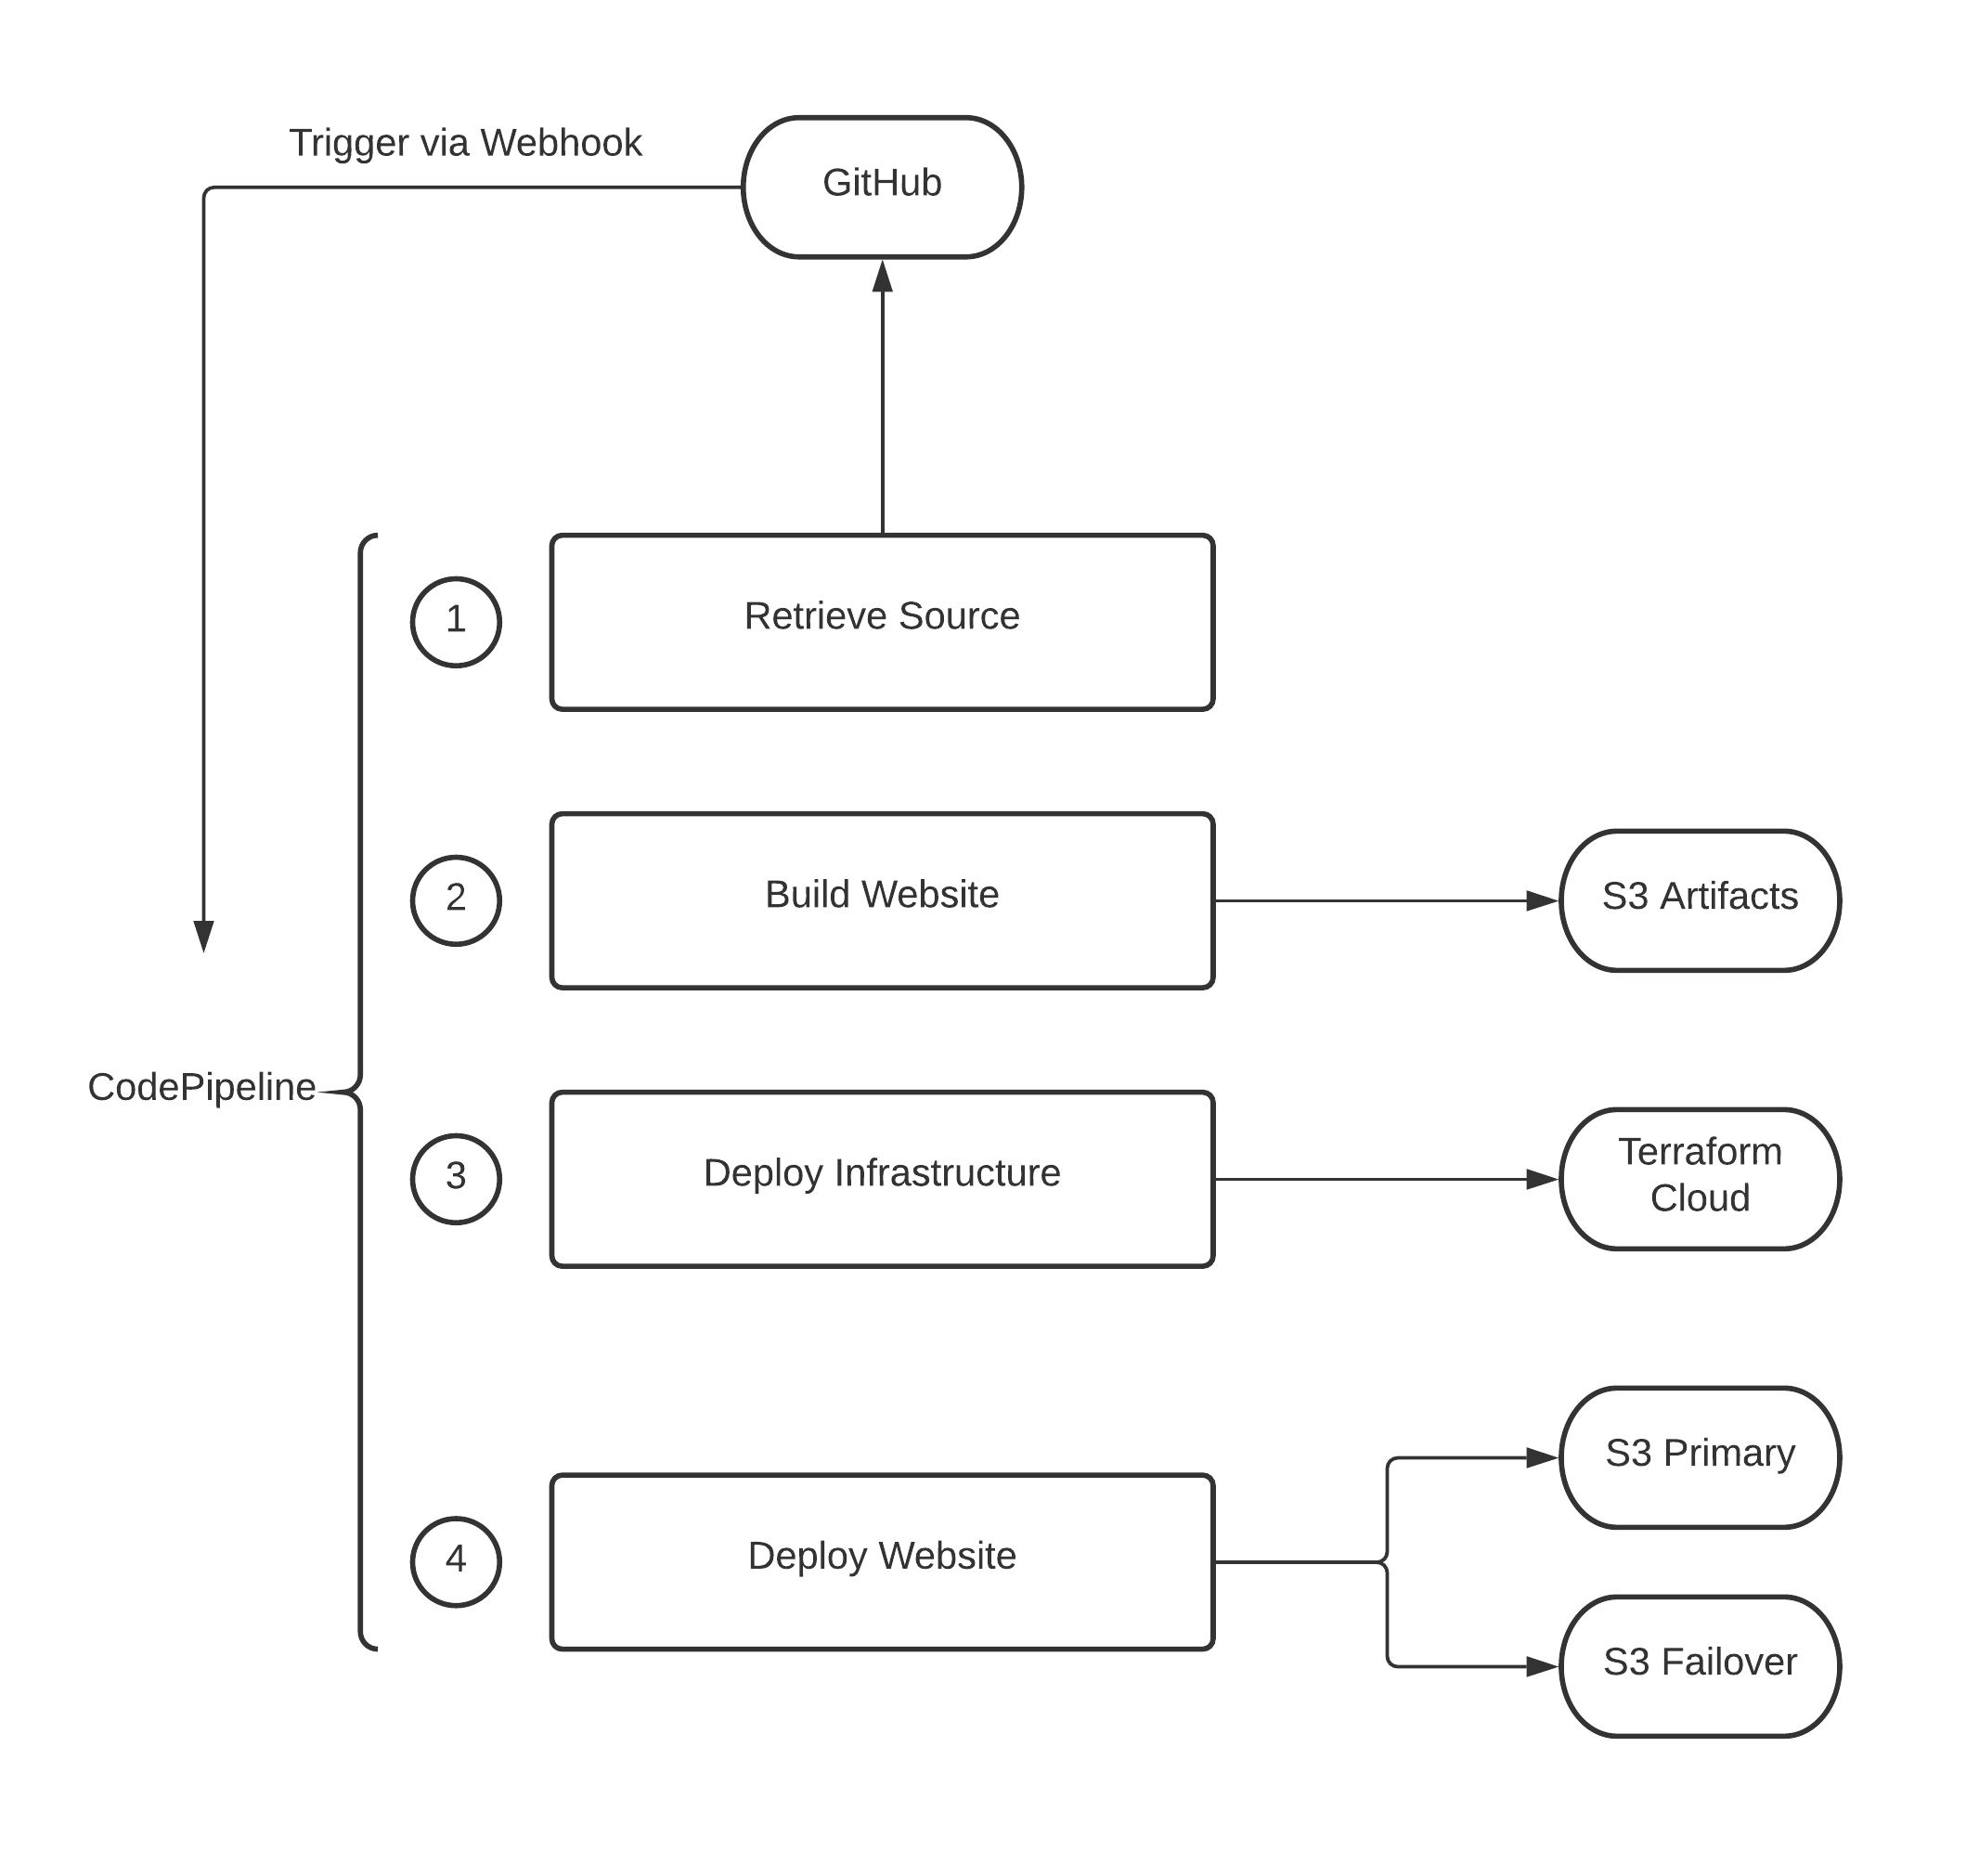 Trigger via Webhook
GitHub
1
Retrieve Source
2
Build Website
S3 Artifacts
CodePipeline
3
Deploy Infrastructure
Terraform
Cloud
4
Deploy Website
S3 Primary
S3 Failover